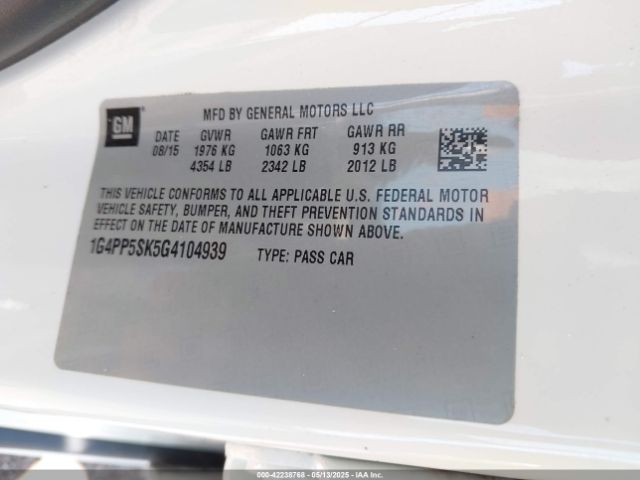 GM
MFD BY GENERAL MOTORS LLC
DATE GVWR GAWR FRT GAWR RR
08/15 1976 KG 1063 KG 913 KG
4354 LB 2342 LB 2012 LB
THIS VEHICLE CONFORMS TO ALL APPLICABLE U.S. FEDERAL MOTOR
VEHICLE SAFETY, BUMPER, AND THEFT PREVENTION STANDARDS IN
EFFECT ON THE DATE OF MANUFACTURE SHOWN ABOVE.
1G4PP5SK5G4104939 TYPE: PASS CAR
000-42238768 - 05/13/2025 - IAAI.COM